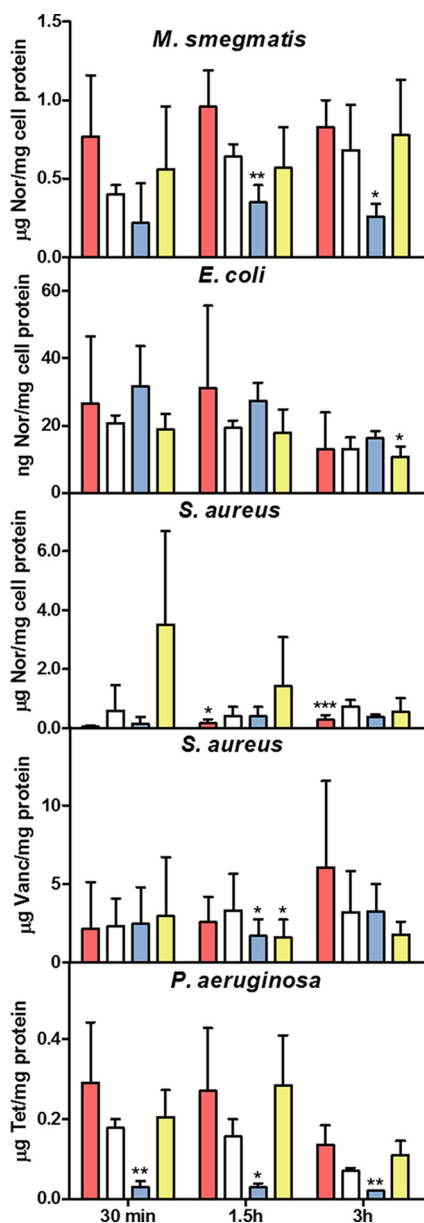 M. smegmatis
µg Nor/mg cell protein
1.5
1.0
0.5
0.0
**
*
E. coli
ng Nor/mg cell protein
60
40
20
0
*
S. aureus
µg Nor/mg cell protein
6.0
4.0
2.0
0
*
***
S. aureus
µg Vanc/mg protein
10
5
0
*
*
P. aeruginosa
µg Tet/mg protein
0.4
0.2
0.0
**
*
**
30 min
1.5h
3h